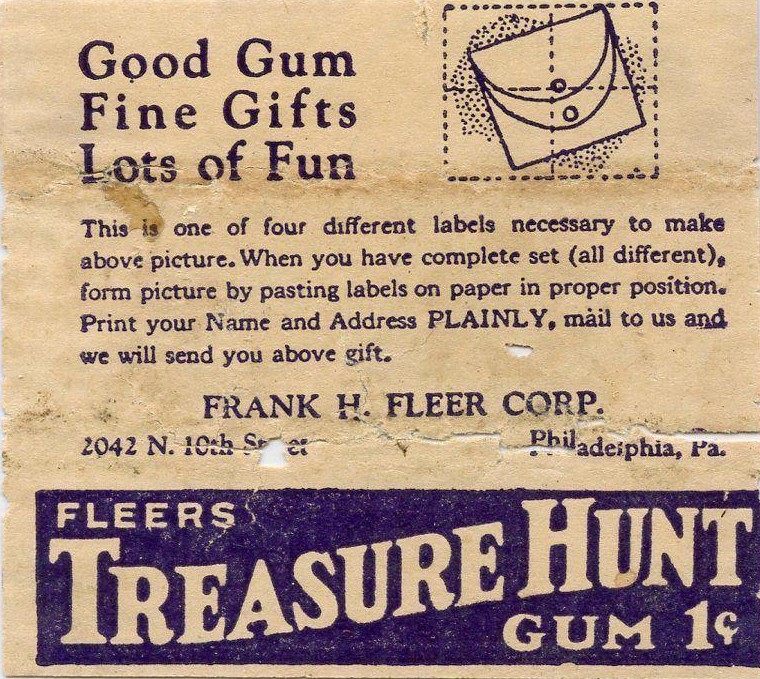 Good Gum
Fine Gifts
Lots of Fun
This is one of four different labels necessary to make
above picture. When you have complete set (all different),
form picture by pasting labels on paper in proper position.
Print your Name and Address PLAINLY, mail to us and
we will send you above gift.
FRANK H. FLEER CORP.
2042 N. 10th Street Philadelphia, Pa.
FLEERS
TREASURE HUNT
GUM 1¢